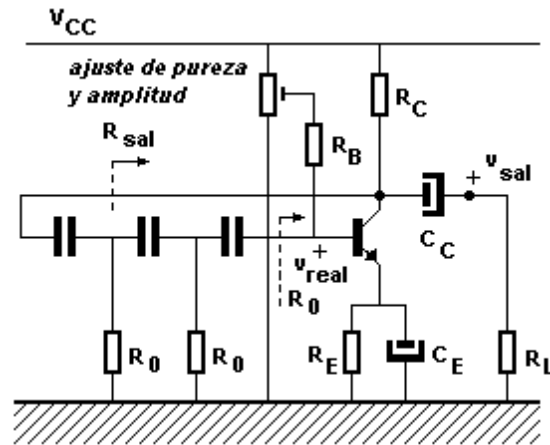 VCC
ajuste de pureza
y amplitud
Rsal
RB
RC
+ vsal
CC
+
vreal
R0
R0
R0
RE
CE
RL